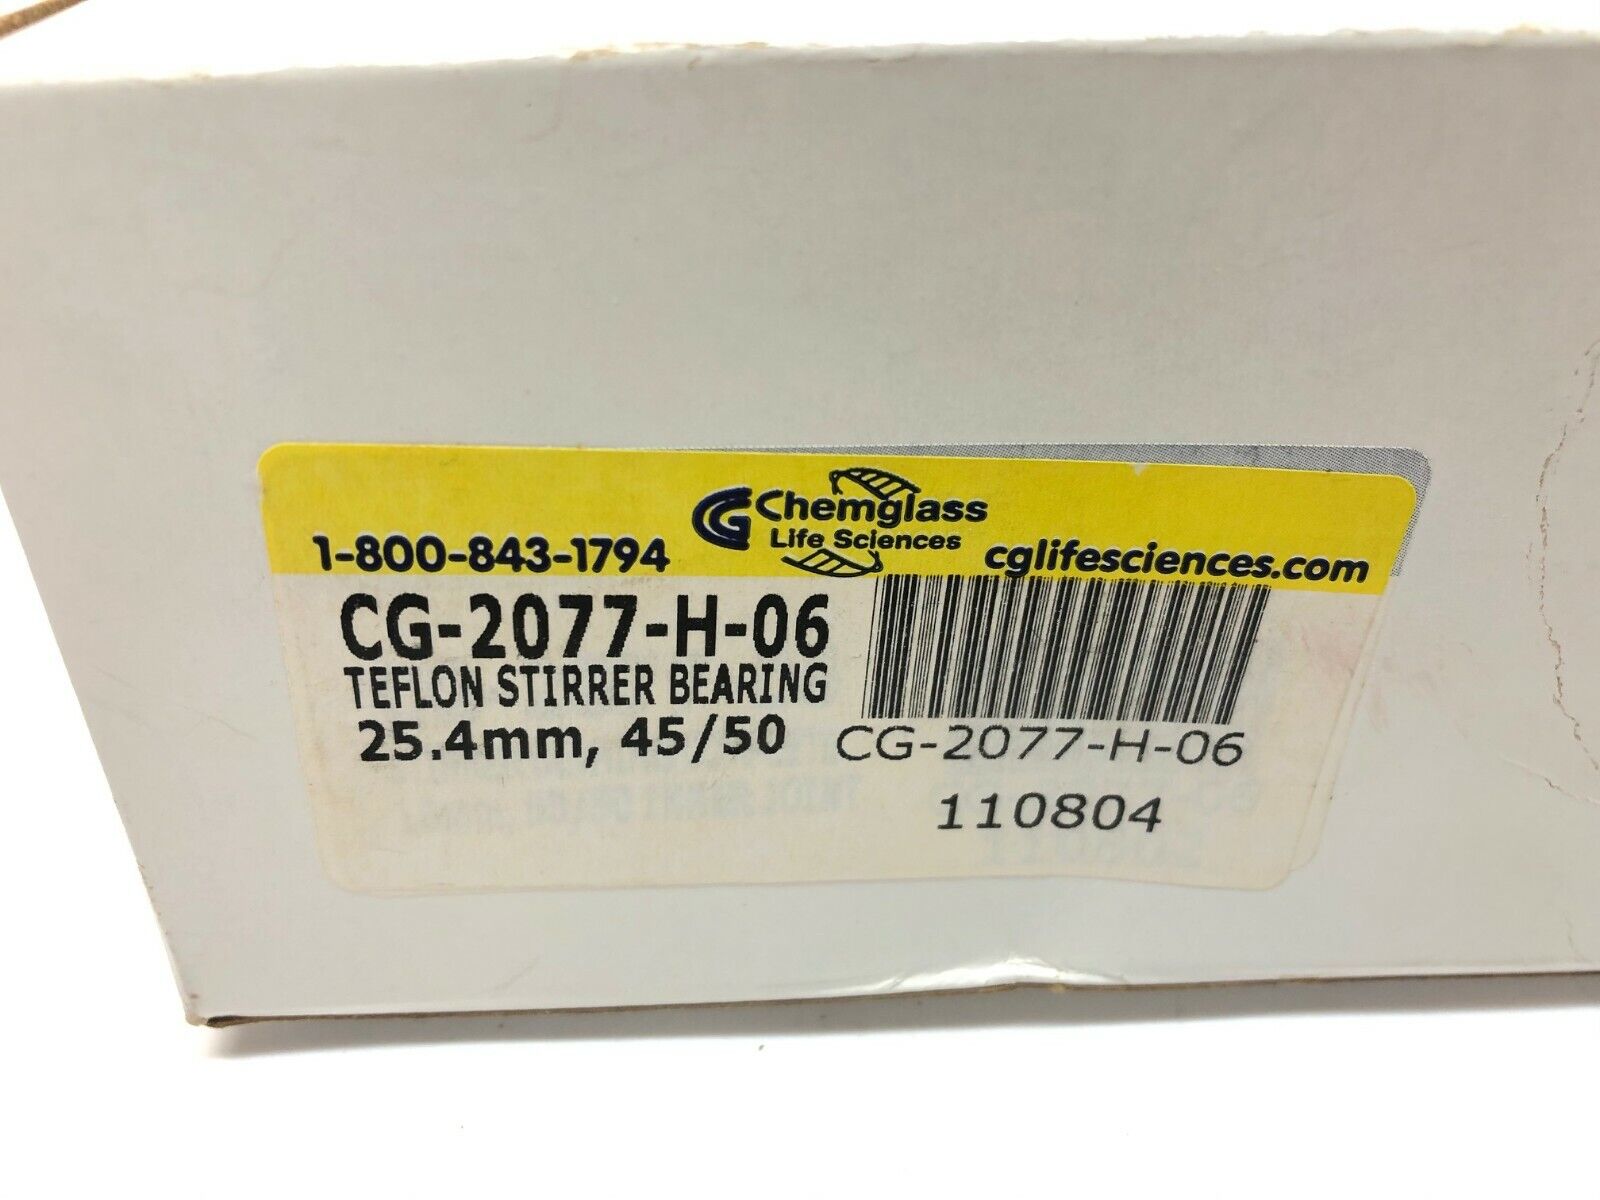 CG Chemglass
Life Sciences
1-800-843-1794
cglifesciences.com
CG-2077-H-06
TEFLON STIRRER BEARING
25.4mm, 45/50
CG-2077-H-06
110804